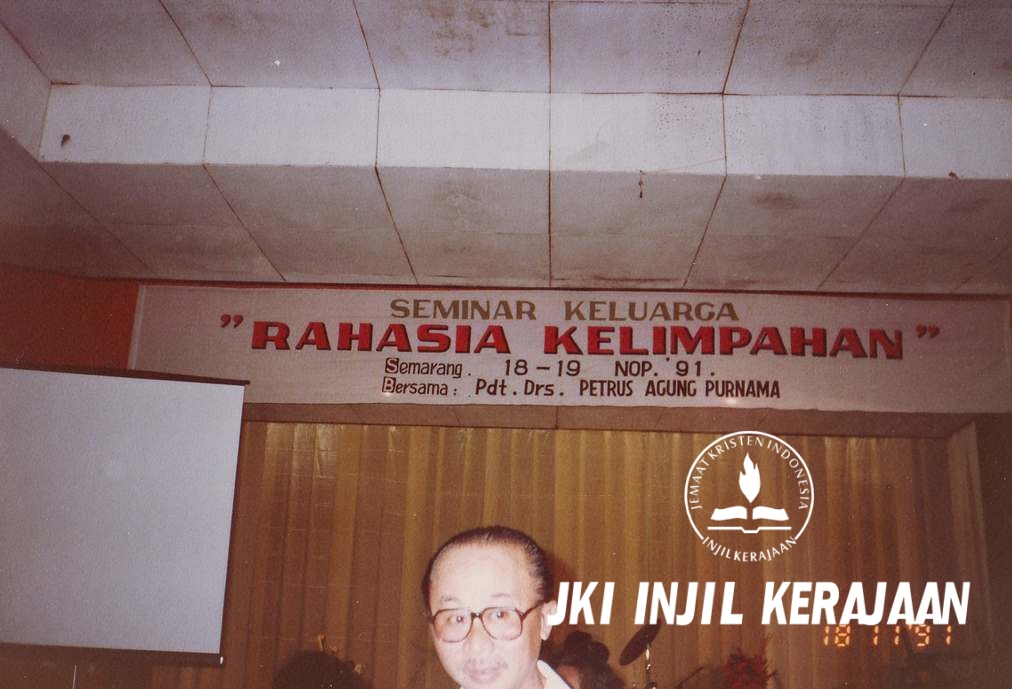 SEMINAR KELUARGA
"RAHASIA KELIMPAHAN"
Semarang. 18-19 NOP.'91.
Bersama: Pdt. Drs. PETRUS AGUNG PURNAMA
JEMAAT KRISTEN INDONESIA
INJIL KERAJAAN
JKI INJIL KERAJAAN
18 11 '91